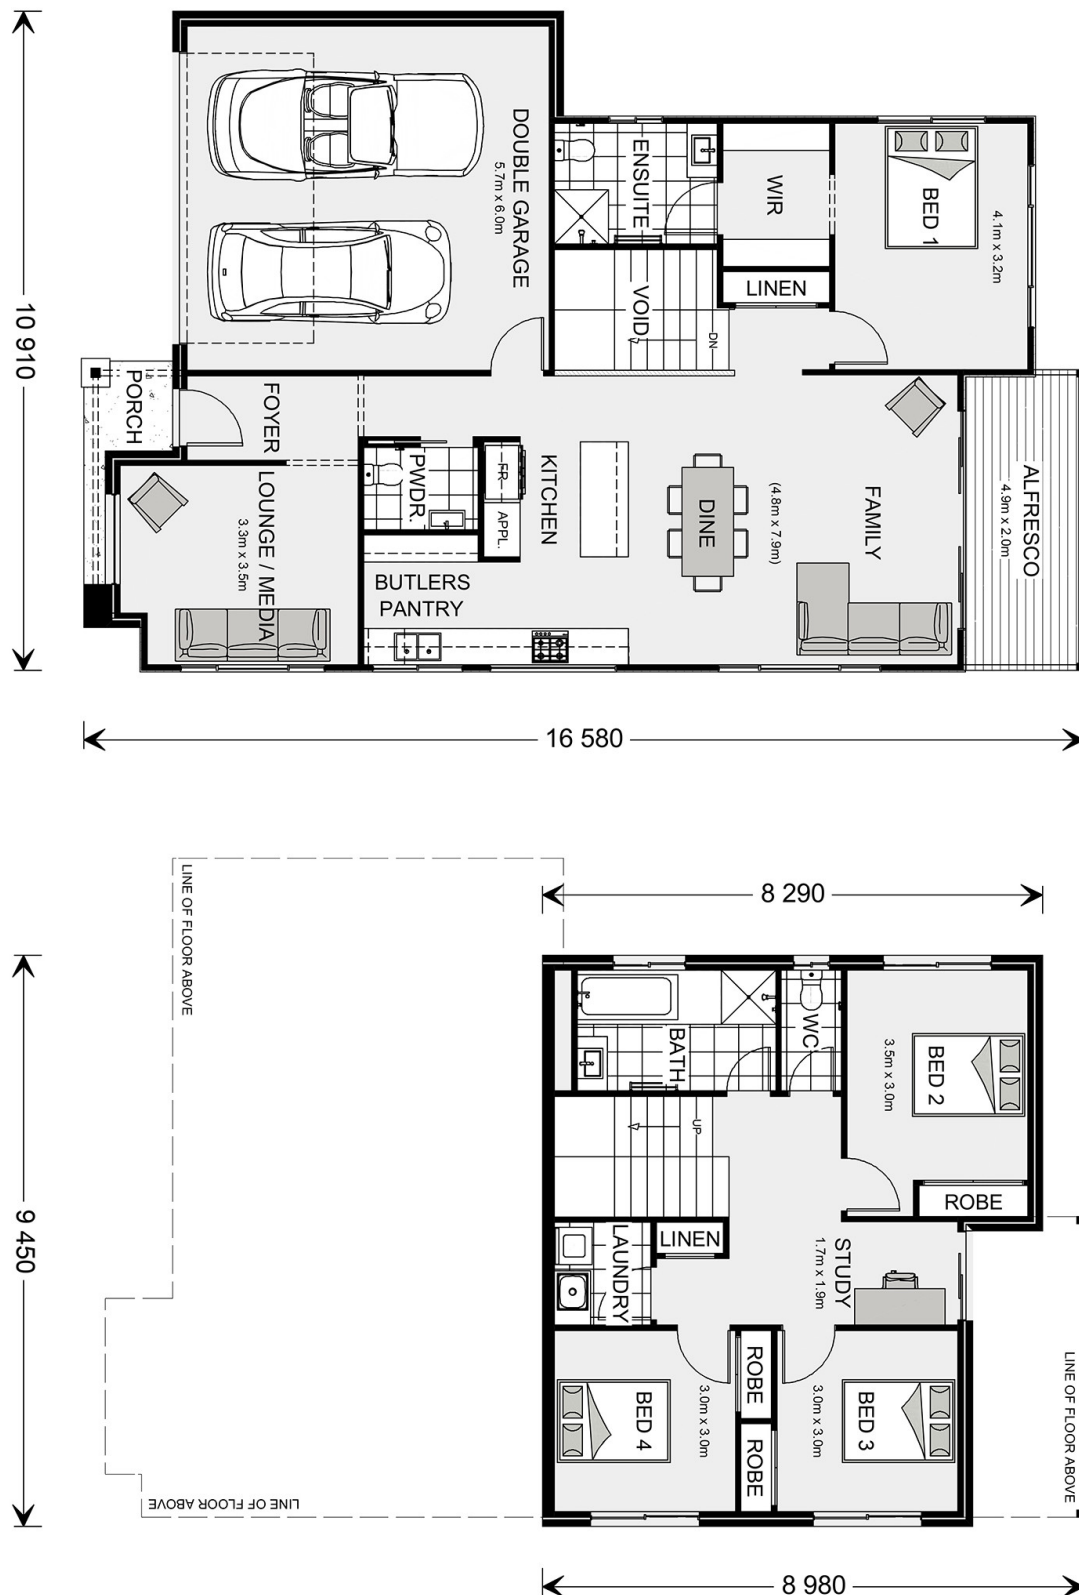 DOUBLE GARAGE
5.7m x 6.0m
ENSUITE
WIR
BED 1
4.1m x 3.2m
LINEN
VOID
DN
10 910
PORCH
FOYER
LOUNGE / MEDIA
3.3m x 3.5m
PWDR.
FR
APPL.
KITCHEN
DINE
(4.8m x 7.9m)
FAMILY
ALFRESCO
4.9m x 2.0m
BUTLERS
PANTRY
16 580
8 290
LINE OF FLOOR ABOVE
BATH
WC
BED 2
3.5m x 3.0m
UP
ROBE
9 450
LAUNDRY
LINEN
STUDY
1.7m x 1.9m
ROBE
ROBE
BED 4
3.0m x 3.0m
BED 3
3.0m x 3.0m
LINE OF FLOOR ABOVE
LINE OF FLOOR ABOVE
8 980